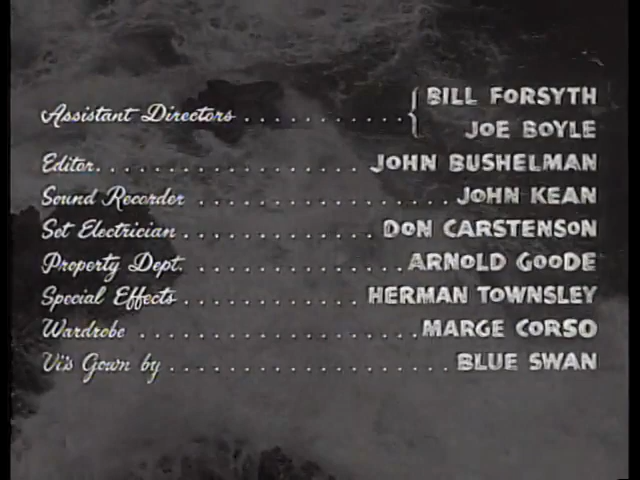 Assistant Directors . . . . . . . . . . . { BILL FORSYTH
JOE BOYLE
Editor. . . . . . . . . . . . . . . . . . JOHN BUSHELMAN
Sound Recorder . . . . . . . . . . . . . . . . . JOHN KEAN
Set Electrician . . . . . . . . . . . . . DON CARSTENSON
Property Dept. . . . . . . . . . . . . . . ARNOLD GOODE
Special Effects . . . . . . . . . . . . HERMAN TOWNSLEY
Wardrobe . . . . . . . . . . . . . . . . . . . MARGE CORSO
Vi's Gown by . . . . . . . . . . . . . . . . . . . BLUE SWAN